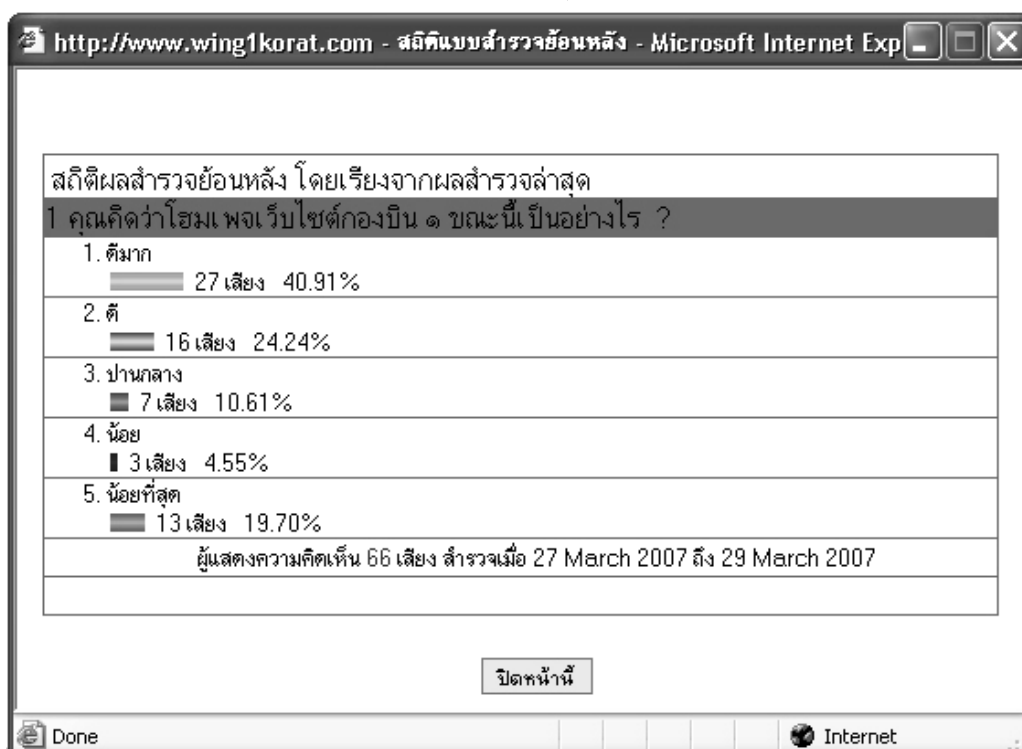 http://www.wing1korat.com - สถิติแบบสำรวจย้อนหลัง - Microsoft Internet Exp
สถิติผลสำรวจย้อนหลัง โดยเรียงจากผลสำรวจล่าสุด
1 คุณคิดว่าโฮมเพจเว็บไซต์กองบิน ๑ ขณะนี้เป็นอย่างไร ?
1. ดีมาก
27 เสียง 40.91%
2. ดี
16 เสียง 24.24%
3. ปานกลาง
7 เสียง 10.61%
4. น้อย
3 เสียง 4.55%
5. น้อยที่สุด
13 เสียง 19.70%
ผู้แสดงความคิดเห็น 66 เสียง สำรวจเมื่อ 27 March 2007 ถึง 29 March 2007
ปิดหน้านี้
Done Internet